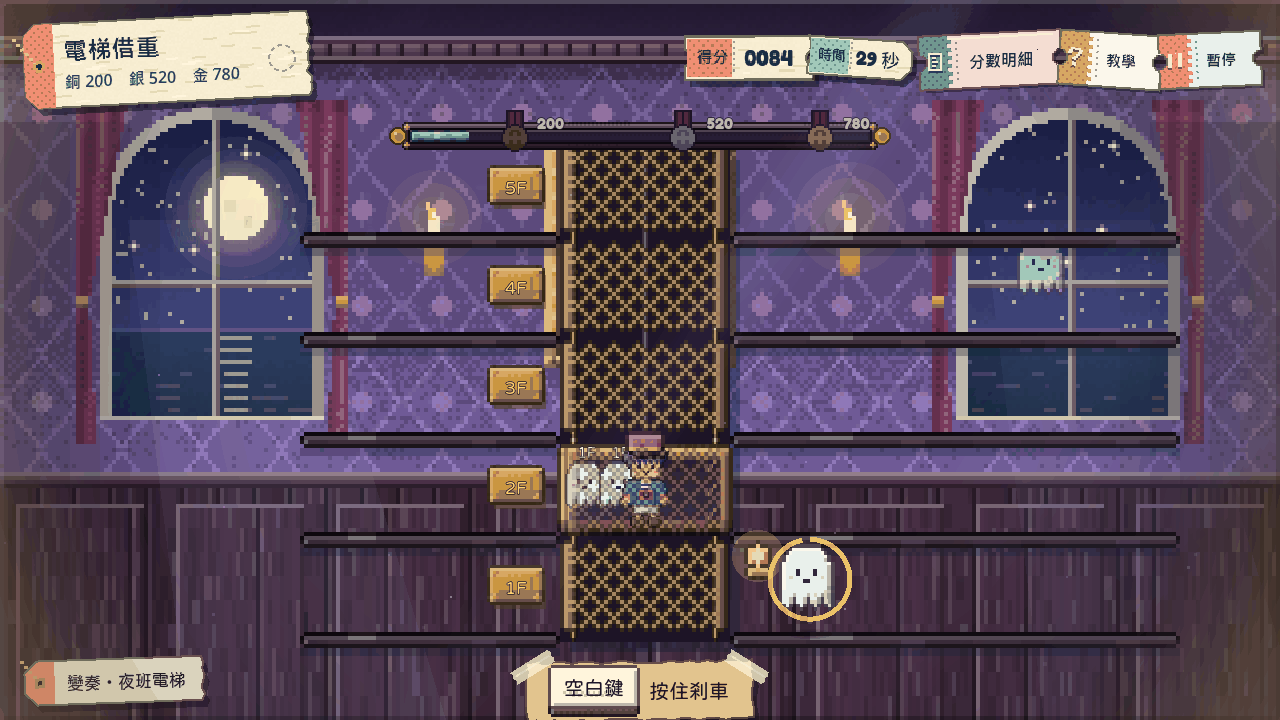 電梯借重
銅 200 銀 520 金 780
得分 0084 時間 29 秒
分數明細
教學
暫停
200 520 780
5F
4F
3F
1F
2F
1F
變奏・夜班電梯
空白鍵 按住剎車